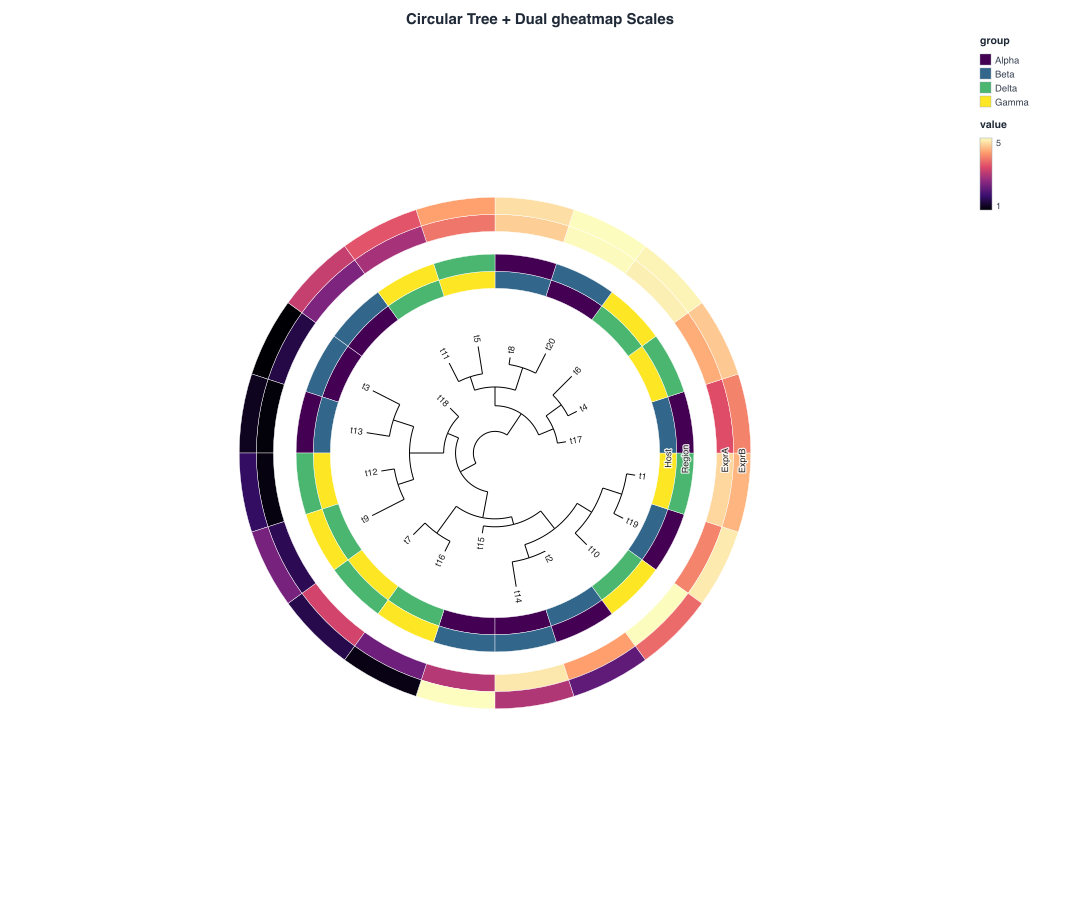 Circular Tree + Dual gheatmap Scales
group
Alpha
Beta
Delta
Gamma
value
5
1
t5
t8
t20
t11
t6
t3
t18
t4
t13
t17
t12
t1
t9
t19
t7
t16
t15
t2
t10
t14
Host
Region
ExprA
ExprB